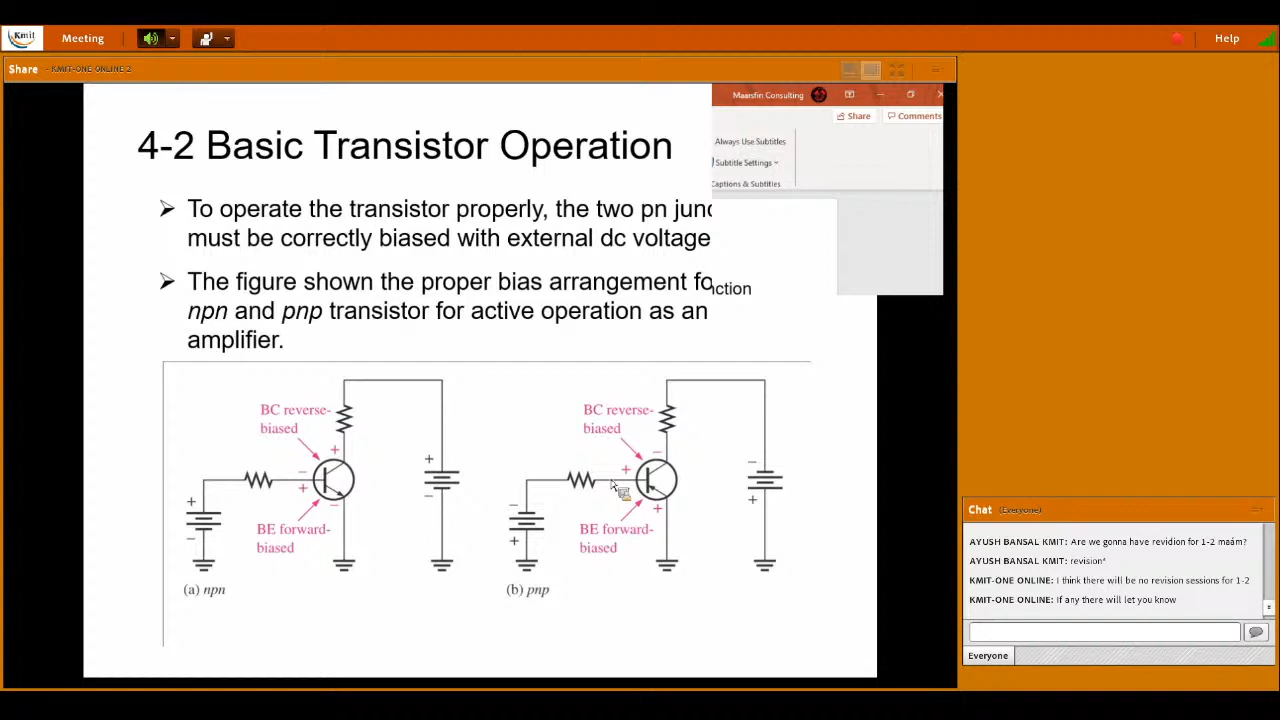 Kmit
Meeting
Help
Share - KMIT-ONE ONLINE 2
Maarsfin Consulting
Share
Comments
Always Use Subtitles
Subtitle Settings
Captions & Subtitles
4-2 Basic Transistor Operation
➢ To operate the transistor properly, the two pn junc
must be correctly biased with external dc voltage
➢ The figure shown the proper bias arrangement fo
nction
npn and pnp transistor for active operation as an
amplifier.
BC reverse-
biased
+
−
+
−
BE forward-
biased
+
−
+
−
(a) npn
BC reverse-
biased
−
+
+
BE forward-
biased
−
+
−
+
(b) pnp
Chat (Everyone)
AYUSH BANSAL KMIT: Are we gonna have revidion for 1-2 maám?
AYUSH BANSAL KMIT: revision*
KMIT-ONE ONLINE: I think there will be no revision sessions for 1-2
KMIT-ONE ONLINE: If any there will let you know
Everyone